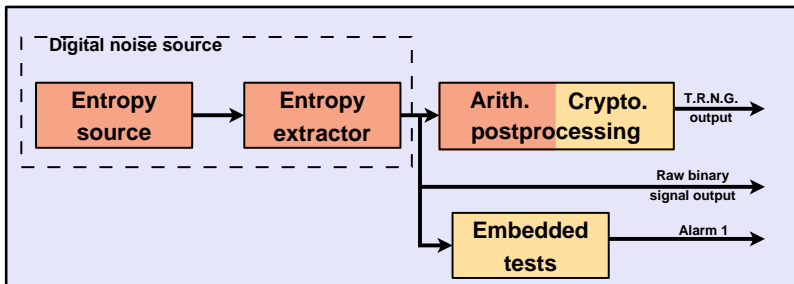 Digital noise source
Entropy
source
Entropy
extractor
Arith. Crypto.
postprocessing
T.R.N.G.
output
Raw binary
signal output
Embedded
tests
Alarm 1